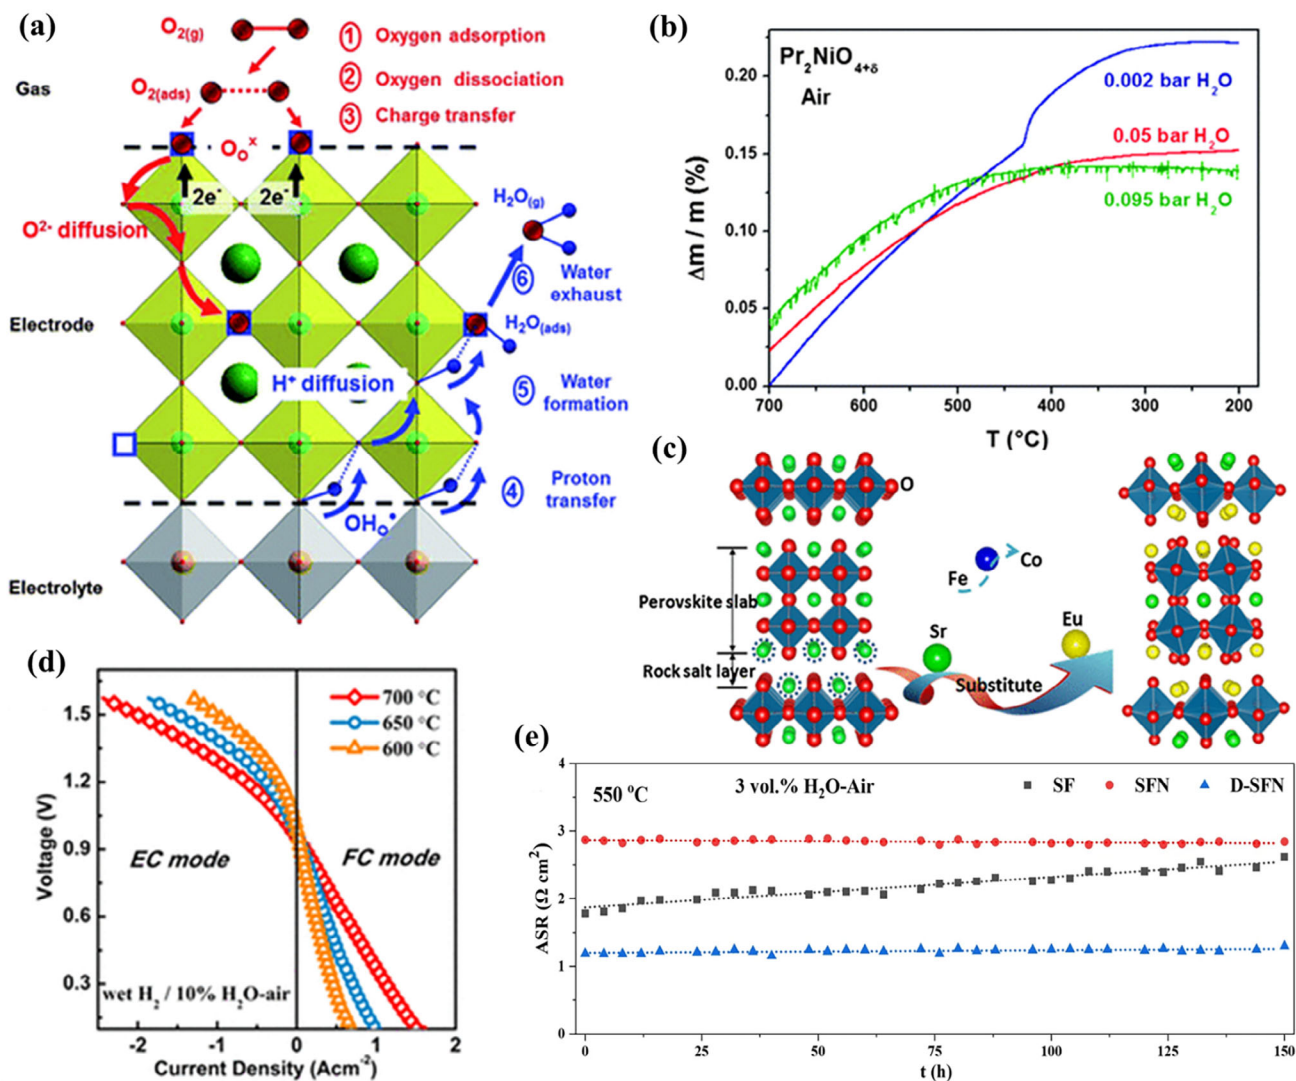 (a)
O2(g)
① Oxygen adsorption
Gas
O2(ads)
② Oxygen dissociation
③ Charge transfer
OO x
2e- 2e-
O2- diffusion
H2O(g)
⑥ Water
exhaust
Electrode
H2O(ads)
H+ diffusion
⑤ Water
formation
④ Proton
transfer
OHO•
Electrolyte
(b)
Pr2NiO4+δ
Air
0.002 bar H2O
0.05 bar H2O
0.095 bar H2O
Δm / m (%)
0.20
0.15
0.10
0.05
0.00
700 600 500 400 300 200
T (°C)
(c)
O
Perovskite slab
Rock salt layer
Fe
Co
Sr
Eu
Substitute
(d)
700 °C
650 °C
600 °C
Voltage (V)
1.5
1.2
0.9
0.6
0.3
EC mode
FC mode
wet H2 / 10% H2O-air
-2 -1 0 1 2
Current Density (Acm-2)
(e)
550 °C
3 vol.% H2O-Air
SF SFN D-SFN
ASR (Ω cm2)
4
3
2
1
0
0 25 50 75 100 125 150
t (h)